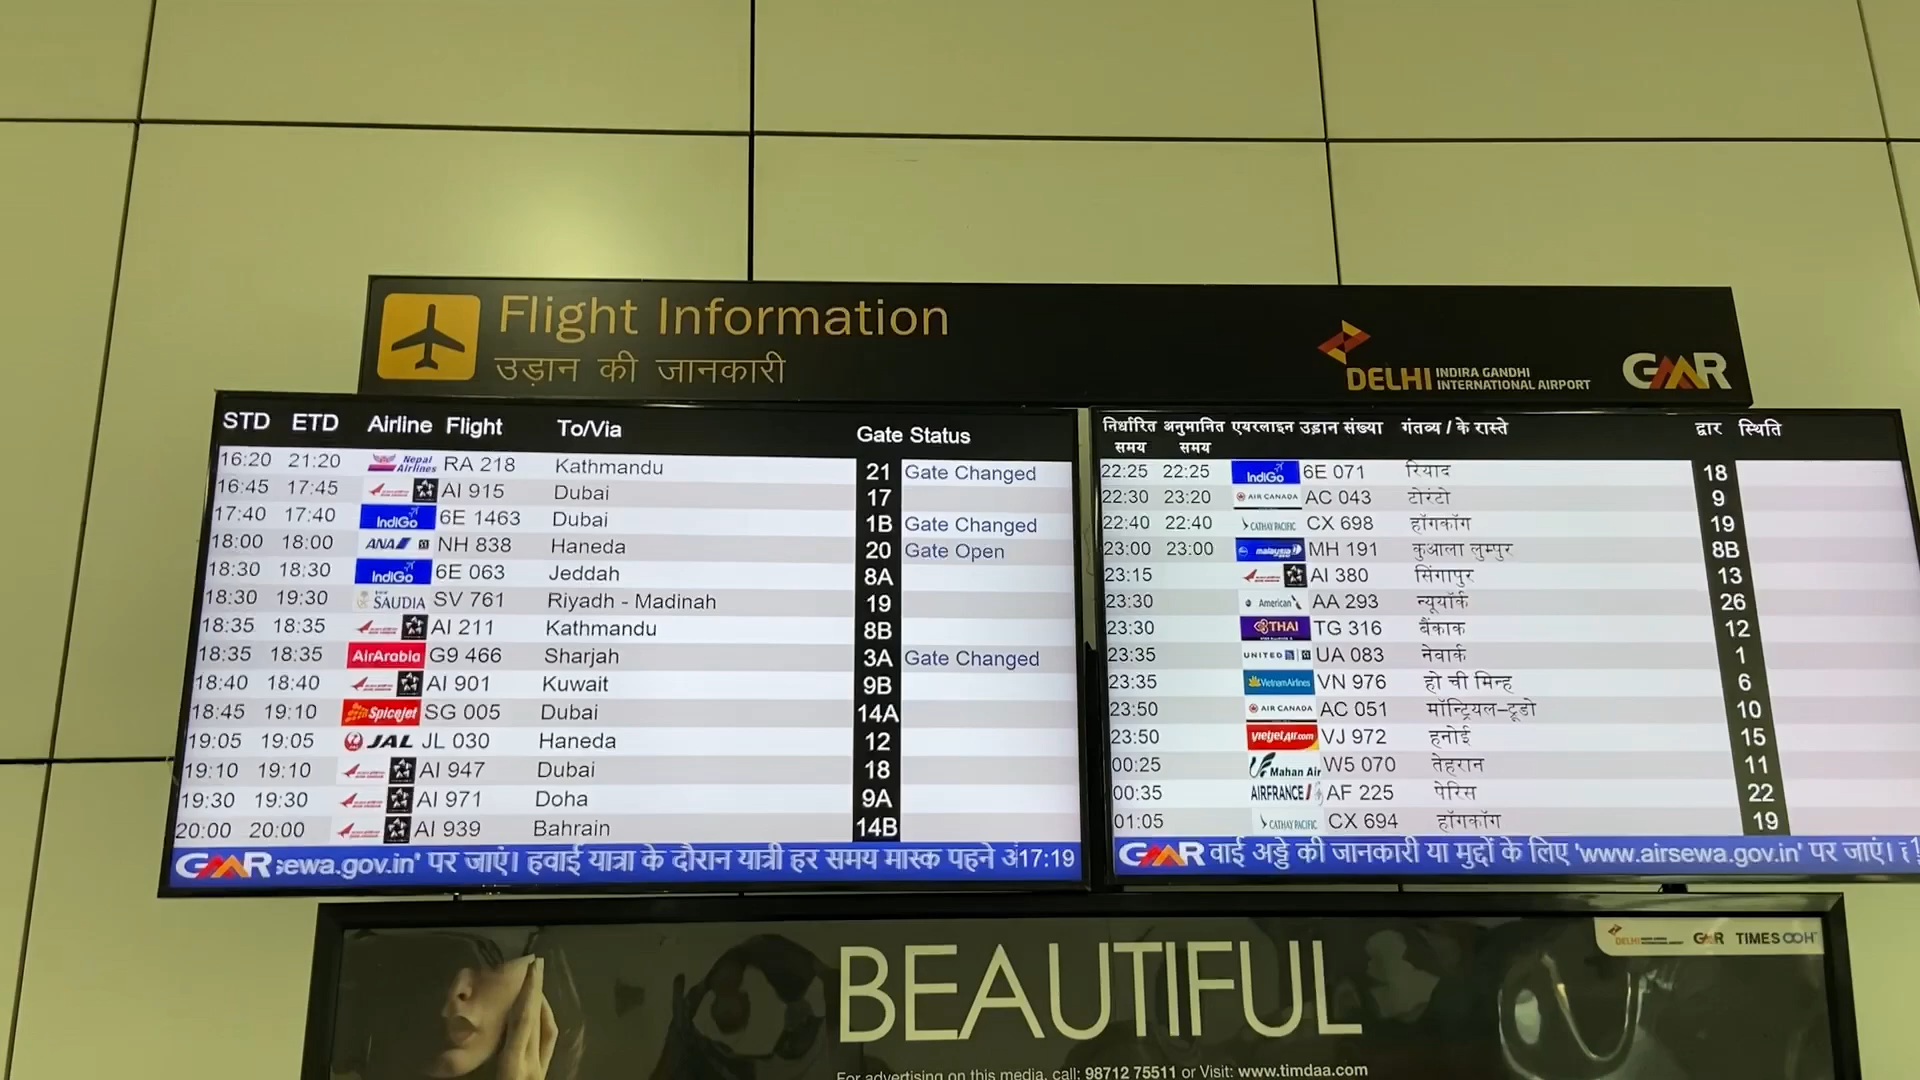 Flight Information
उड़ान की जानकारी
DELHI INDIRA GANDHI INTERNATIONAL AIRPORT
GMR
STD ETD Airline Flight To/Via Gate Status
16:20 21:20 Nepal Airlines RA 218 Kathmandu 21 Gate Changed
16:45 17:45 AI 915 Dubai 17
17:40 17:40 IndiGo 6E 1463 Dubai 1B Gate Changed
18:00 18:00 ANA NH 838 Haneda 20 Gate Open
18:30 18:30 IndiGo 6E 063 Jeddah 8A
18:30 19:30 SAUDIA SV 761 Riyadh - Madinah 19
18:35 18:35 AI 211 Kathmandu 8B
18:35 18:35 AirArabia G9 466 Sharjah 3A Gate Changed
18:40 18:40 AI 901 Kuwait 9B
18:45 19:10 Spicejet SG 005 Dubai 14A
19:05 19:05 JAL JL 030 Haneda 12
19:10 19:10 AI 947 Dubai 18
19:30 19:30 AI 971 Doha 9A
20:00 20:00 AI 939 Bahrain 14B
GMR sewa.gov.in' पर जाएं। हवाई यात्रा के दौरान यात्री हर समय मास्क पहने 17:19
निर्धारित समय अनुमानित समय एयरलाइन उड़ान संख्या गंतव्य / के रास्ते द्वार स्थिति
22:25 22:25 IndiGo 6E 071 रियाद 18
22:30 23:20 AIR CANADA AC 043 टोरंटो 9
22:40 22:40 CATHAY PACIFIC CX 698 हॉगकॉग 19
23:00 23:00 malaysia MH 191 कुआला लुम्पुर 8B
23:15 AI 380 सिंगापुर 13
23:30 American AA 293 न्यूयॉर्क 26
23:30 THAI TG 316 बैंकाक 12
23:35 UNITED UA 083 नेवार्क 1
23:35 VietnamAirlines VN 976 हो ची मिन्ह 6
23:50 AIR CANADA AC 051 मॉन्ट्रियल-ट्रूडो 10
23:50 vietjetAir.com VJ 972 हनोई 15
00:25 Mahan Air W5 070 तेहरान 11
00:35 AIRFRANCE AF 225 पेरिस 22
01:05 CATHAY PACIFIC CX 694 हॉगकॉग 19
GMR वाई अड्डे की जानकारी या मुद्दों के लिए 'www.airsewa.gov.in' पर जाएं।
DELHI GMR TIMES OOH
BEAUTIFUL
For advertising on this media, call: 98712 75511 or Visit: www.timdaa.com